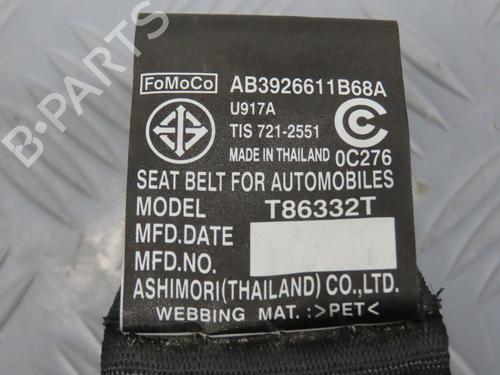 FoMoCo AB3926611B68A
U917A
TIS 721-2551
MADE IN THAILAND 0C276
SEAT BELT FOR AUTOMOBILES
MODEL T86332T
MFD.DATE
MFD.NO.
ASHIMORI(THAILAND) CO.,LTD.
WEBBING MAT. :>PET<